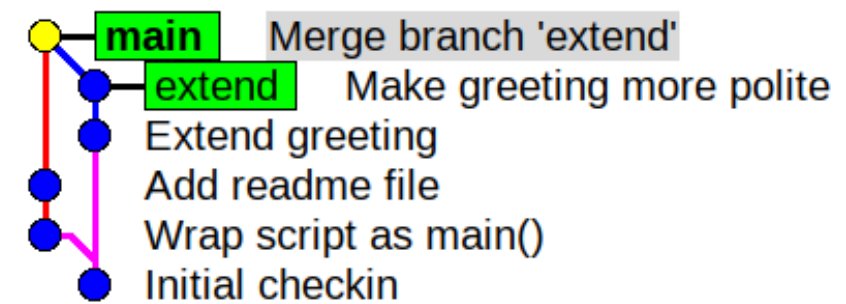 main Merge branch 'extend'
extend Make greeting more polite
Extend greeting
Add readme file
Wrap script as main()
Initial checkin